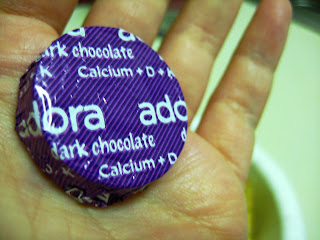 dark chocolate
Calcium + D + K
adora ado
dark chocolate
Calcium + D +